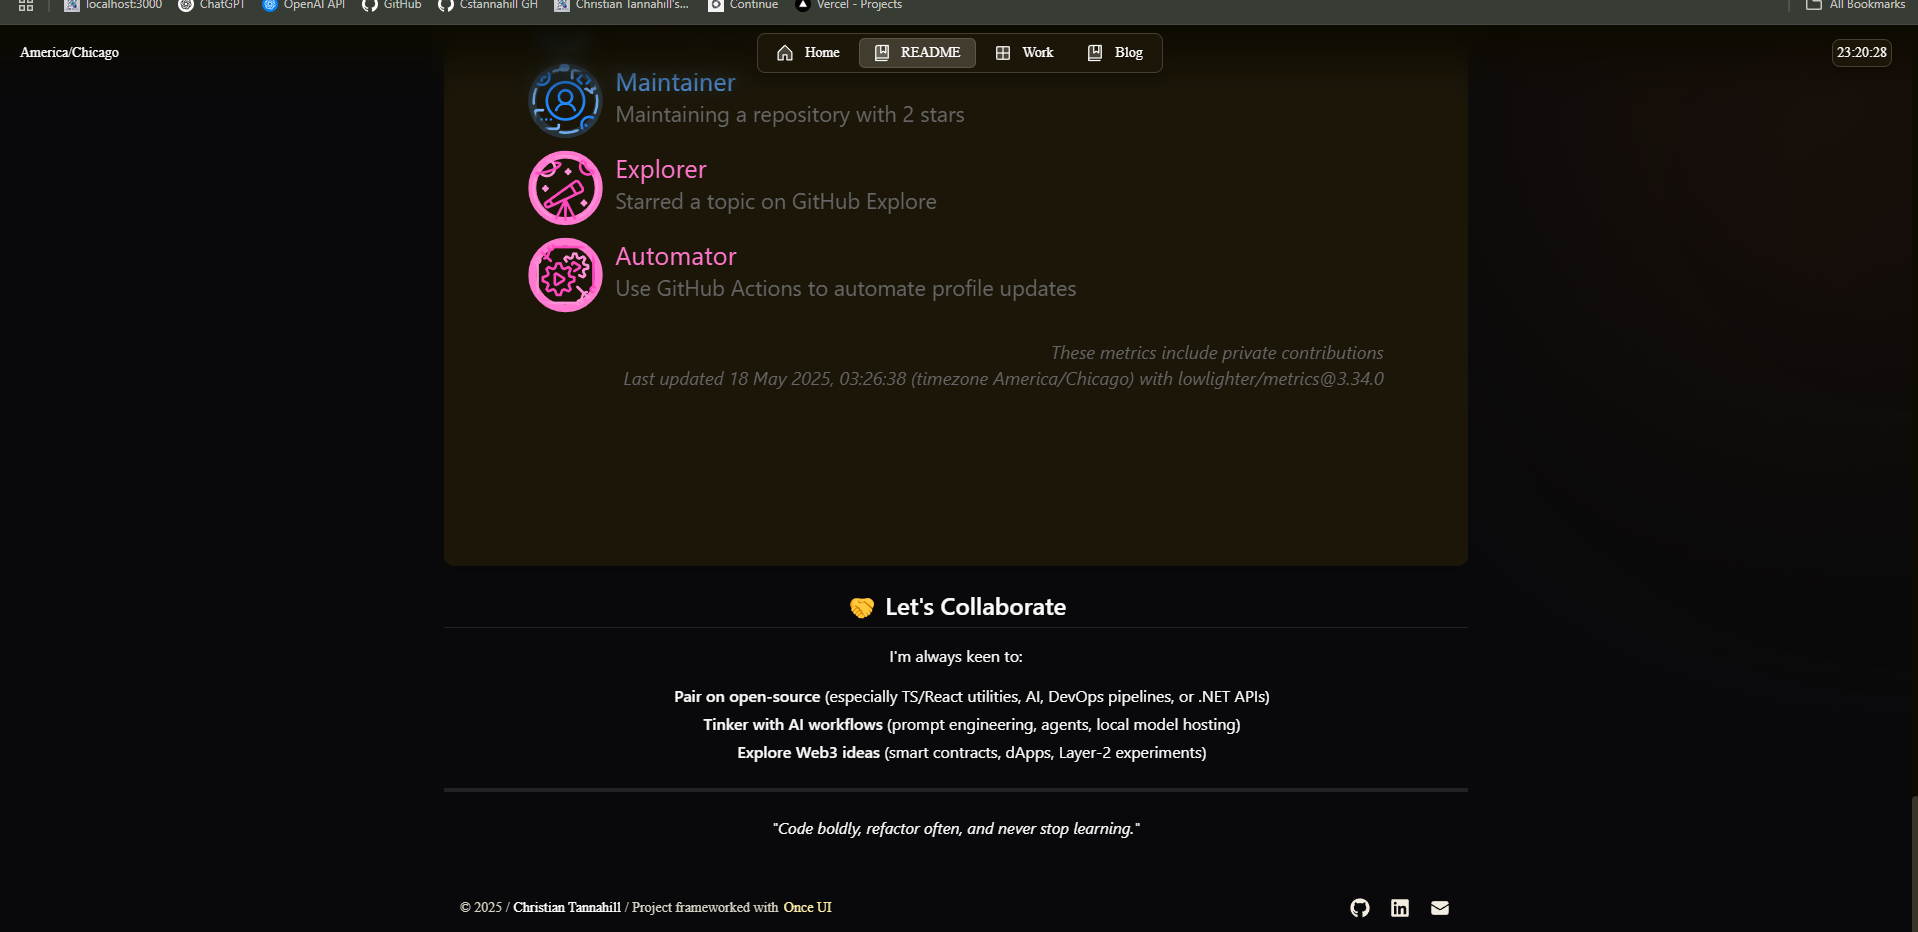 localhost:3000 ChatGPT OpenAI API GitHub Cstannahill GH Christian Tannahill's... Continue Vercel - Projects All Bookmarks
America/Chicago Home README Work Blog 23:20:28
Maintainer
Maintaining a repository with 2 stars
Explorer
Starred a topic on GitHub Explore
Automator
Use GitHub Actions to automate profile updates
These metrics include private contributions
Last updated 18 May 2025, 03:26:38 (timezone America/Chicago) with lowlighter/metrics@3.34.0
🤝 Let's Collaborate
I'm always keen to:
Pair on open-source (especially TS/React utilities, AI, DevOps pipelines, or .NET APIs)
Tinker with AI workflows (prompt engineering, agents, local model hosting)
Explore Web3 ideas (smart contracts, dApps, Layer-2 experiments)
"Code boldly, refactor often, and never stop learning."
© 2025 / Christian Tannahill / Project frameworked with Once UI